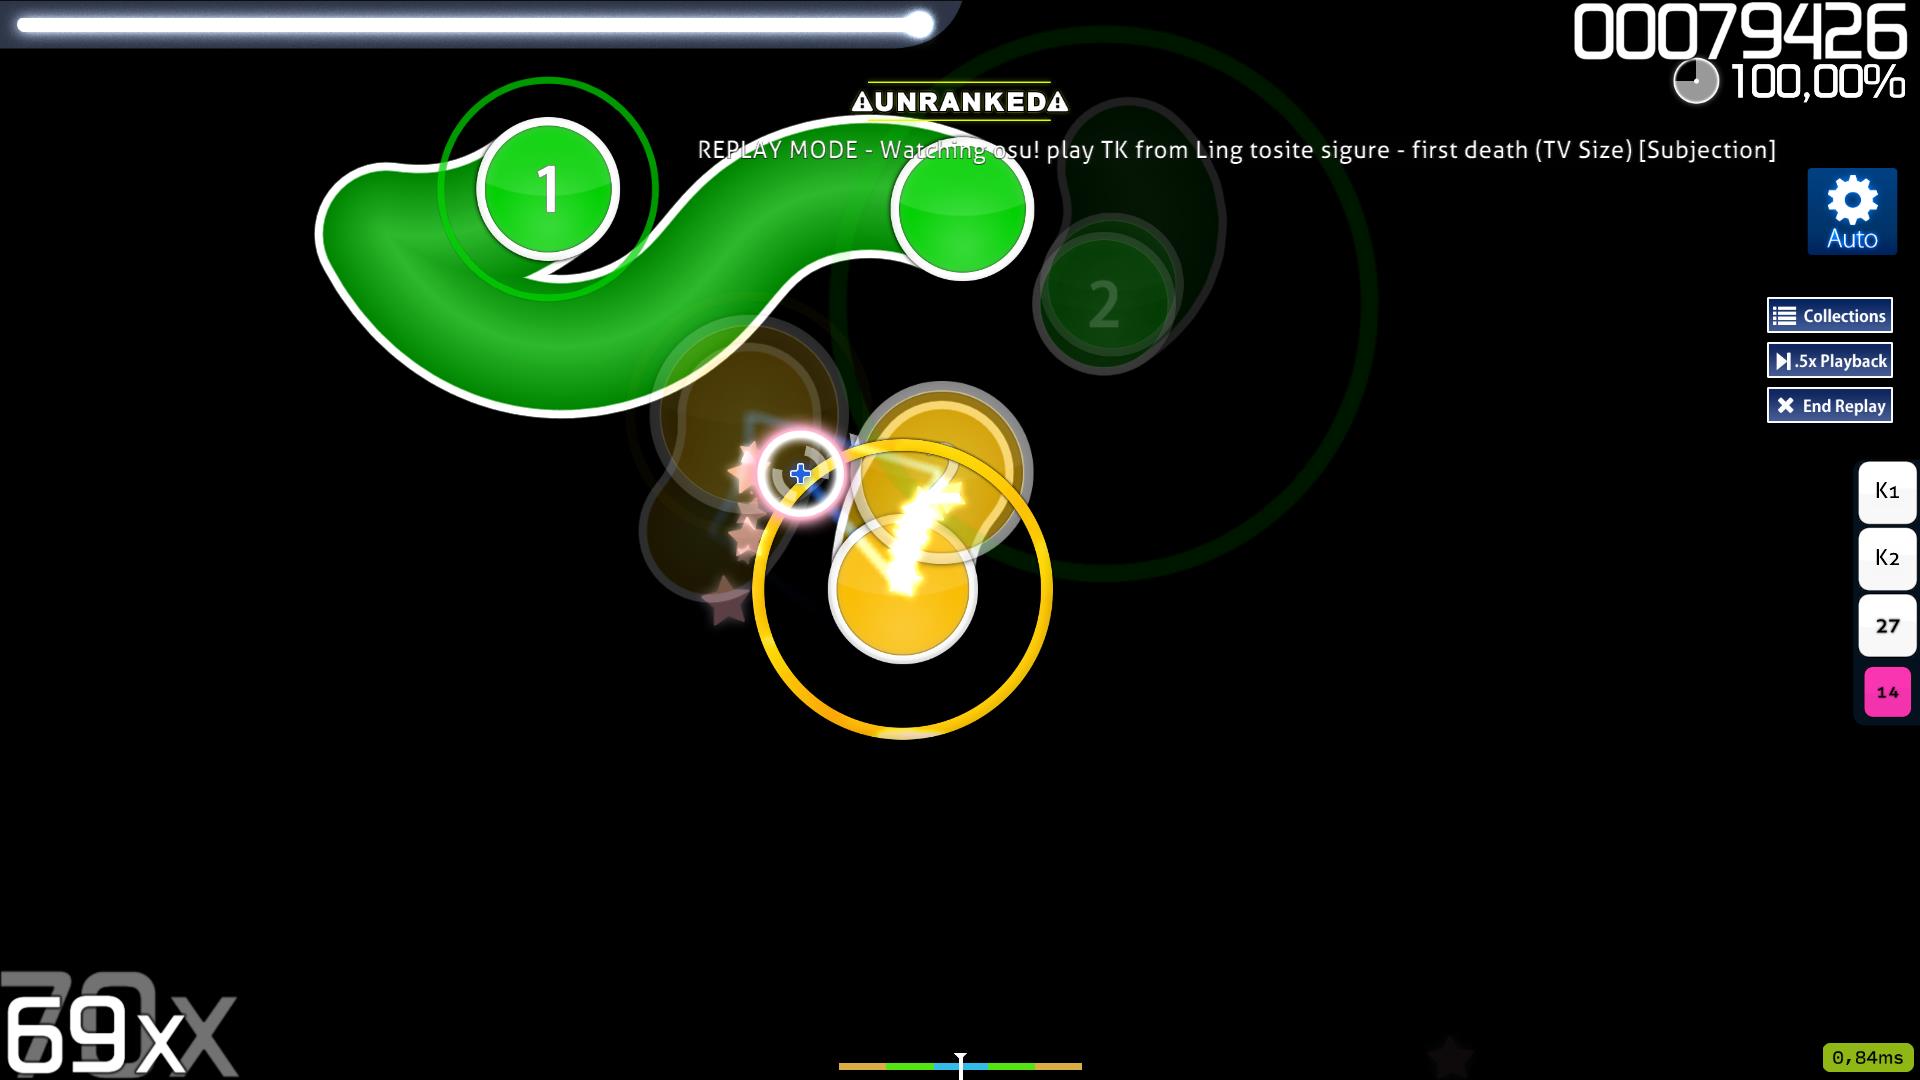 00079426
100,00%
⚠UNRANKED⚠
REPLAY MODE - Watching osu! play TK from Ling tosite sigure - first death (TV Size) [Subjection]
1
2
Auto
Collections
.5x Playback
End Replay
K1
K2
27
14
70x
69x
0,84ms